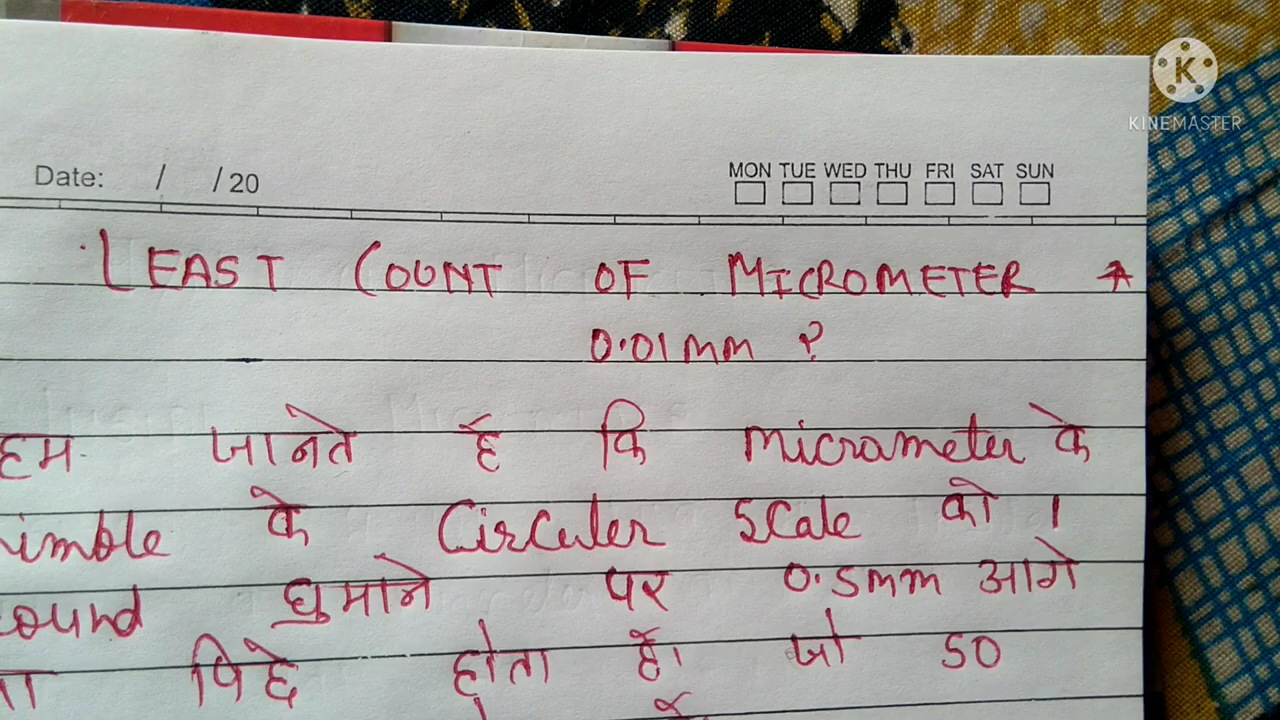 Date: / / 20
MON TUE WED THU FRI SAT SUN
KINEMASTER
LEAST COUNT OF MICROMETER
0.01mm ?
हम जानते है कि micrometer के
imble के Circuler Scale को 1
ound घुमाने पर 0.5mm आगे
या पिछे होता है। जो 50